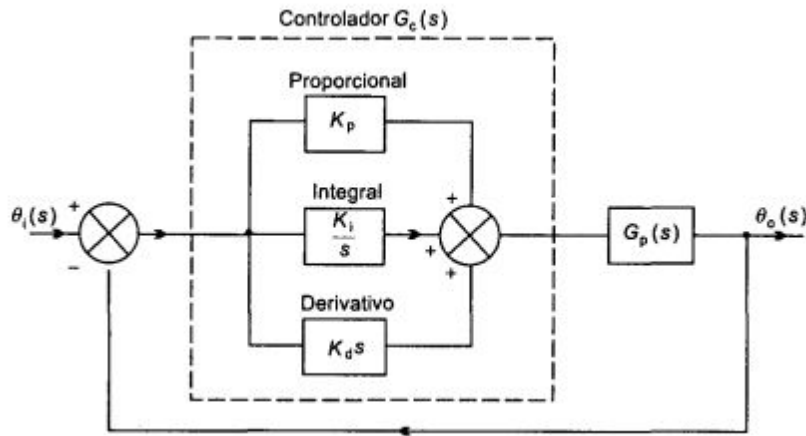 Controlador G_c(s)
Proporcional
K_p
Integral
K_i
s
Derivativo
K_d s
θ_i(s)
+
−
+
+
+
G_p(s)
θ_o(s)